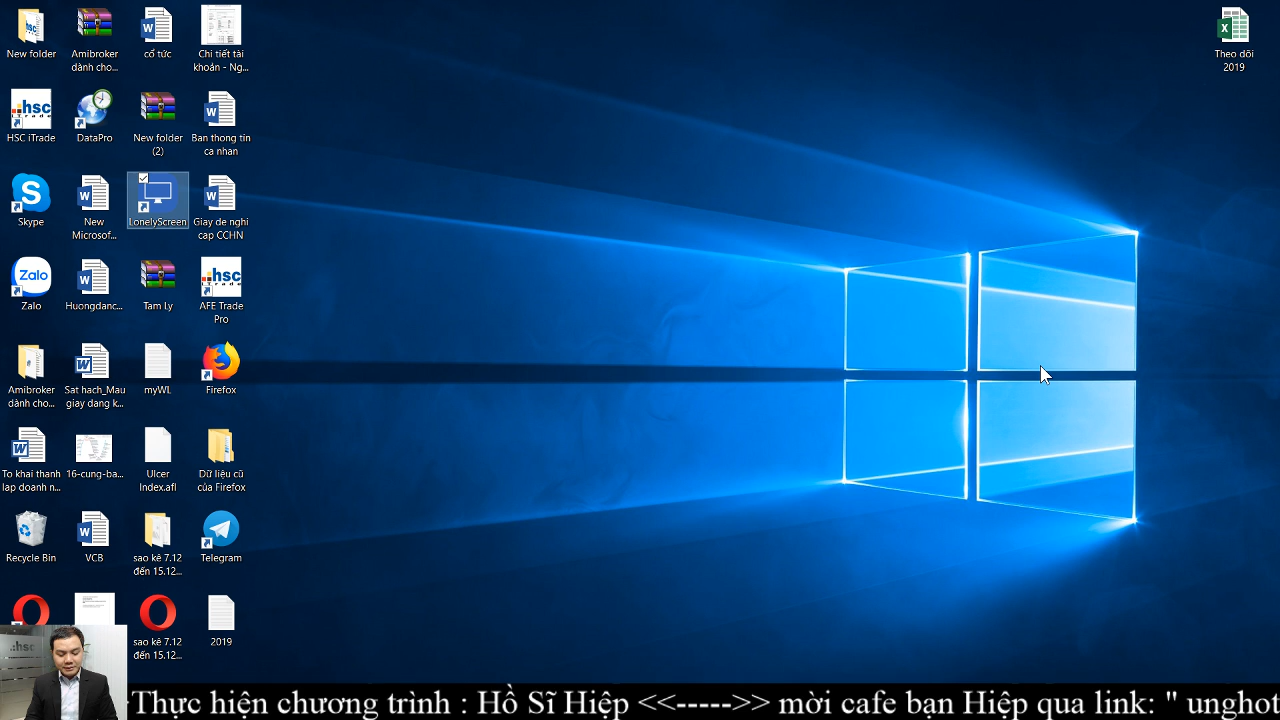 New folder
Amibroker
dành cho...
cổ tức
Chi tiết tài
khoản - Ng...
Theo dõi
2019
HSC iTrade
DataPro
New folder
(2)
Ban thong tin
ca nhan
Skype
New
Microsof...
LonelyScreen
Giay de nghi
cap CCHN
Zalo
Zalo
Huongdanc...
Tam Ly
AFE Trade
Pro
Amibroker
dành cho...
Sat hach_Mau
giay dang k...
myWL
Firefox
To khai thanh
lap doanh n...
16-cung-ba...
Ulcer
Index.afl
Dữ liệu cũ
của Firefox
Recycle Bin
VCB
sao kê 7.12
đến 15.12...
Telegram
sao kê 7.12
đến 15.12...
2019
.:hsc
Thực hiện chương trình : Hồ Sĩ Hiệp <<----->> mời cafe bạn Hiệp qua link: " unghot